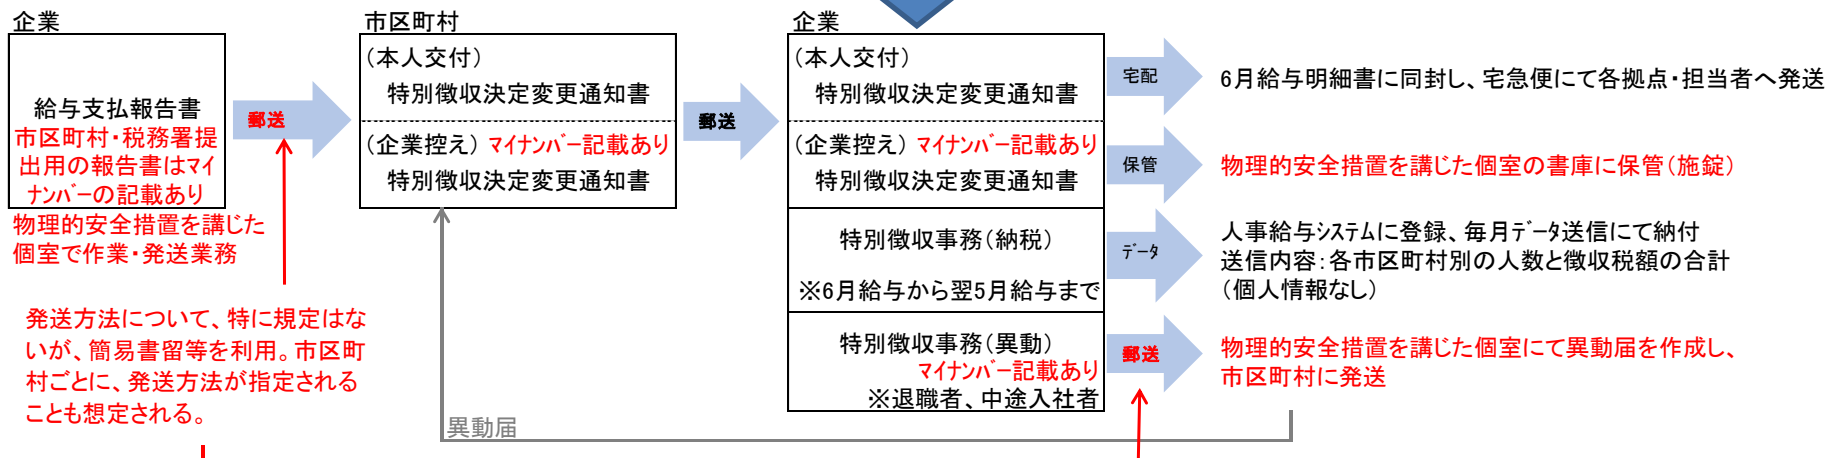 企業
給与支払報告書
市区町村・税務署提
出用の報告書はマイ
ナンバーの記載あり
物理的安全措置を講じた
個室で作業・発送業務
郵送
発送方法について、特に規定はな
いが、簡易書留等を利用。市区町
村ごとに、発送方法が指定される
ことも想定される。
市区町村
(本人交付)
特別徴収決定変更通知書
(企業控え) マイナンバー記載あり
特別徴収決定変更通知書
郵送
企業
(本人交付)
特別徴収決定変更通知書
(企業控え) マイナンバー記載あり
特別徴収決定変更通知書
特別徴収事務(納税)
※6月給与から翌5月給与まで
特別徴収事務(異動)
マイナンバー記載あり
※退職者、中途入社者
宅配
6月給与明細書に同封し、宅急便にて各拠点・担当者へ発送
保管
物理的安全措置を講じた個室の書庫に保管(施錠)
データ
人事給与システムに登録、毎月データ送信にて納付
送信内容:各市区町村別の人数と徴収税額の合計
(個人情報なし)
郵送
物理的安全措置を講じた個室にて異動届を作成し、
市区町村に発送
異動届